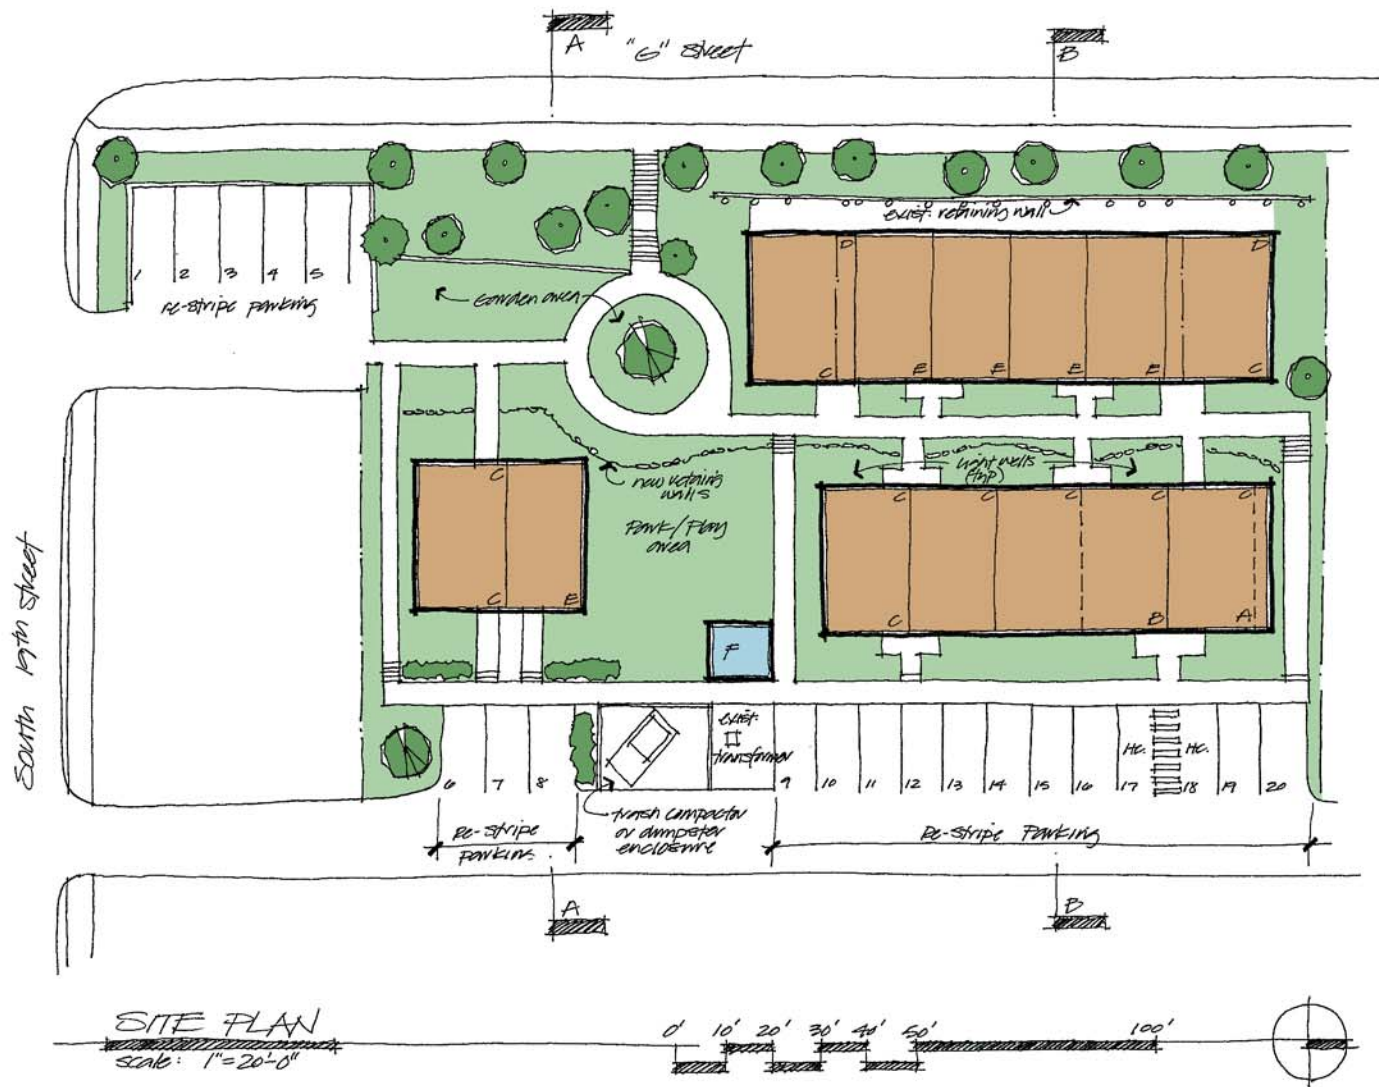 A
"G" Street
B
exist. retaining wall
D
D
1
2
3
4
5
re-stripe parking
Garden area
C
E
E
E
C
light wells
(typ)
new retaining
walls
Park/Play
area
C
C
C
C
C
C
C
E
C
B
A
F
South 19th Street
exist.
transformer
HC.
HC.
6
7
8
9
10
11
12
13
14
15
16
17
18
19
20
trash compactor
or dumpster
enclosure
Re-stripe
parking
Re-stripe Parking
A
B
SITE PLAN
scale: 1"=20'-0"
0'
10'
20'
30'
40'
50'
100'